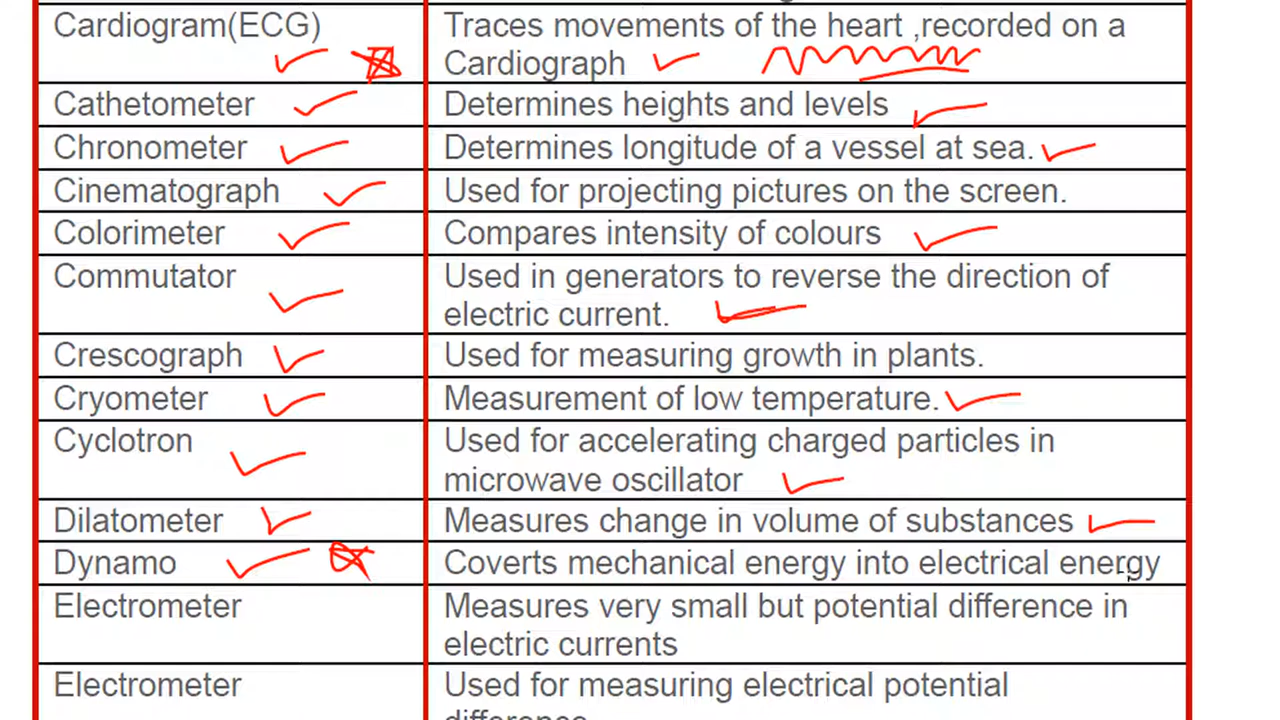 Cardiogram(ECG)
Traces movements of the heart ,recorded on a
Cardiograph
Cathetometer
Determines heights and levels
Chronometer
Determines longitude of a vessel at sea.
Cinematograph
Used for projecting pictures on the screen.
Colorimeter
Compares intensity of colours
Commutator
Used in generators to reverse the direction of
electric current.
Crescograph
Used for measuring growth in plants.
Cryometer
Measurement of low temperature.
Cyclotron
Used for accelerating charged particles in
microwave oscillator
Dilatometer
Measures change in volume of substances
Dynamo
Coverts mechanical energy into electrical energy
Electrometer
Measures very small but potential difference in
electric currents
Electrometer
Used for measuring electrical potential
difference